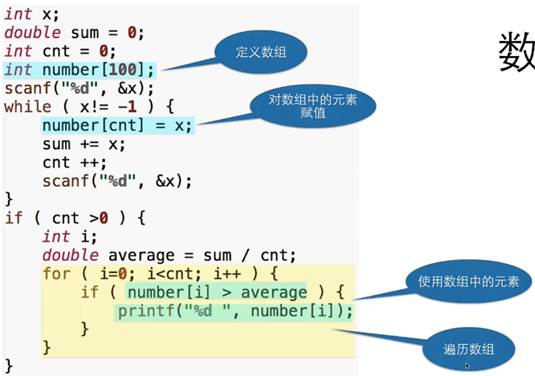 int x;
double sum = 0;
int cnt = 0;
定义数组
int number[100];
scanf("%d", &x);
while ( x!= -1 ) {
对数组中的元素
赋值
number[cnt] = x;
sum += x;
cnt ++;
scanf("%d", &x);
}
if ( cnt >0 ) {
int i;
double average = sum / cnt;
for ( i=0; i<cnt; i++ ) {
使用数组中的元素
if ( number[i] > average ) {
printf("%d ", number[i]);
}
遍历数组
}
}
数